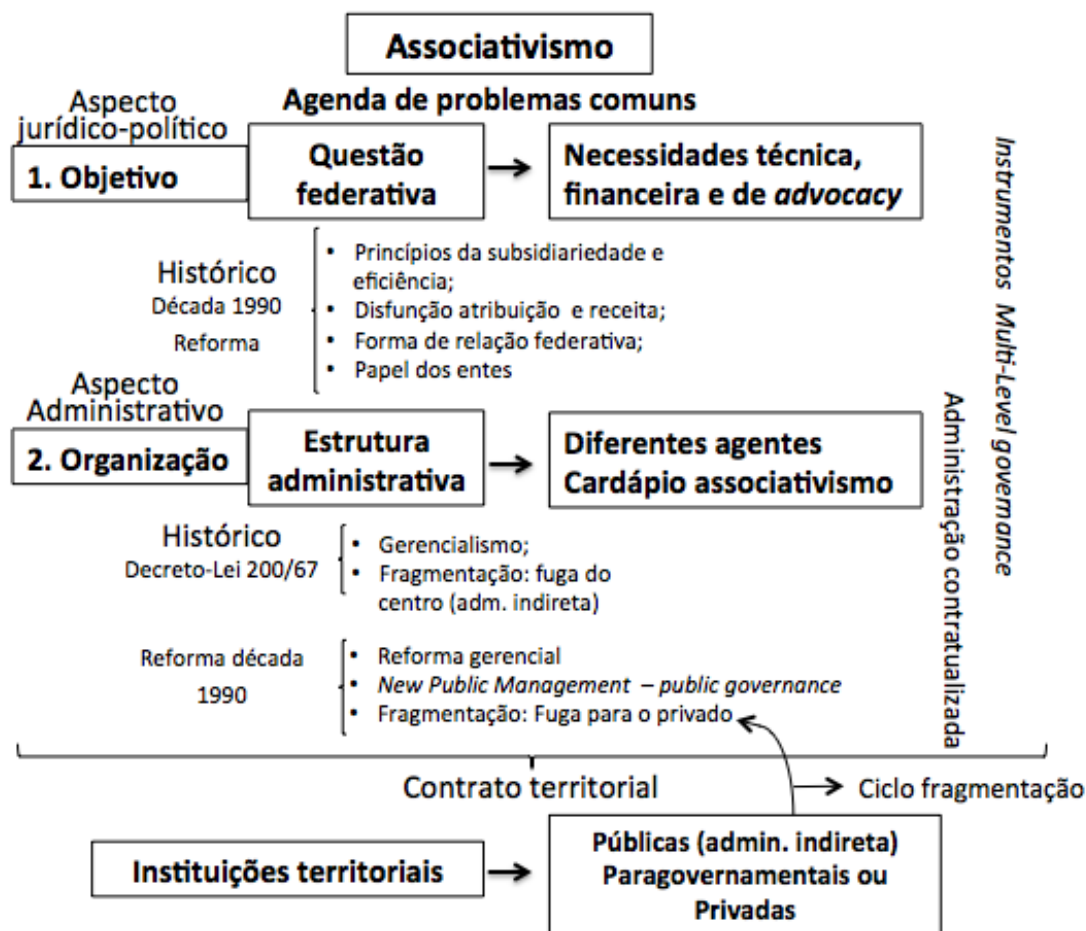 Associativismo
Agenda de problemas comuns
Aspecto
jurídico-político
1. Objetivo
Questão
federativa
Necessidades técnica,
financeira e de advocacy
Histórico
Década 1990
Reforma
• Princípios da subsidiariedade e
eficiência;
• Disfunção atribuição e receita;
• Forma de relação federativa;
• Papel dos entes
Aspecto
Administrativo
2. Organização
Estrutura
administrativa
Diferentes agentes
Cardápio associativismo
Histórico
Decreto-Lei 200/67
• Gerencialismo;
• Fragmentação: fuga do
centro (adm. indireta)
Reforma década
1990
• Reforma gerencial
• New Public Management – public governance
• Fragmentação: Fuga para o privado
Instrumentos Multi-Level governance
Administração contratualizada
Contrato territorial
Ciclo fragmentação
Instituições territoriais
Públicas (admin. indireta)
Paragovernamentais ou
Privadas